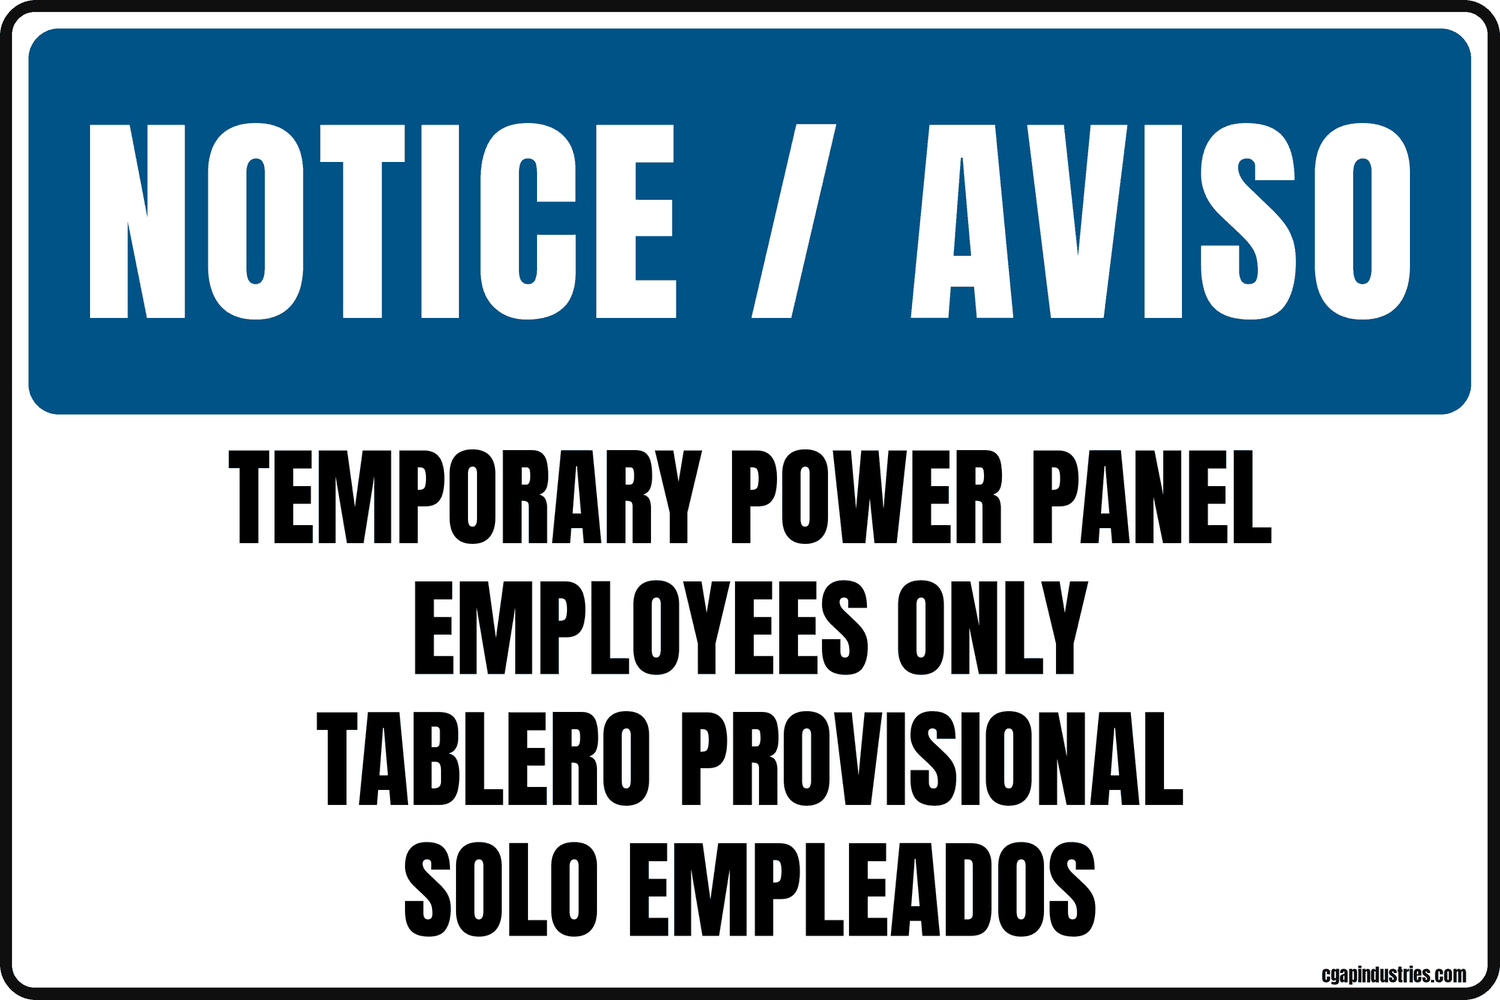 NOTICE / AVISO
TEMPORARY POWER PANEL
EMPLOYEES ONLY
TABLERO PROVISIONAL
SOLO EMPLEADOS
cgapindustries.com